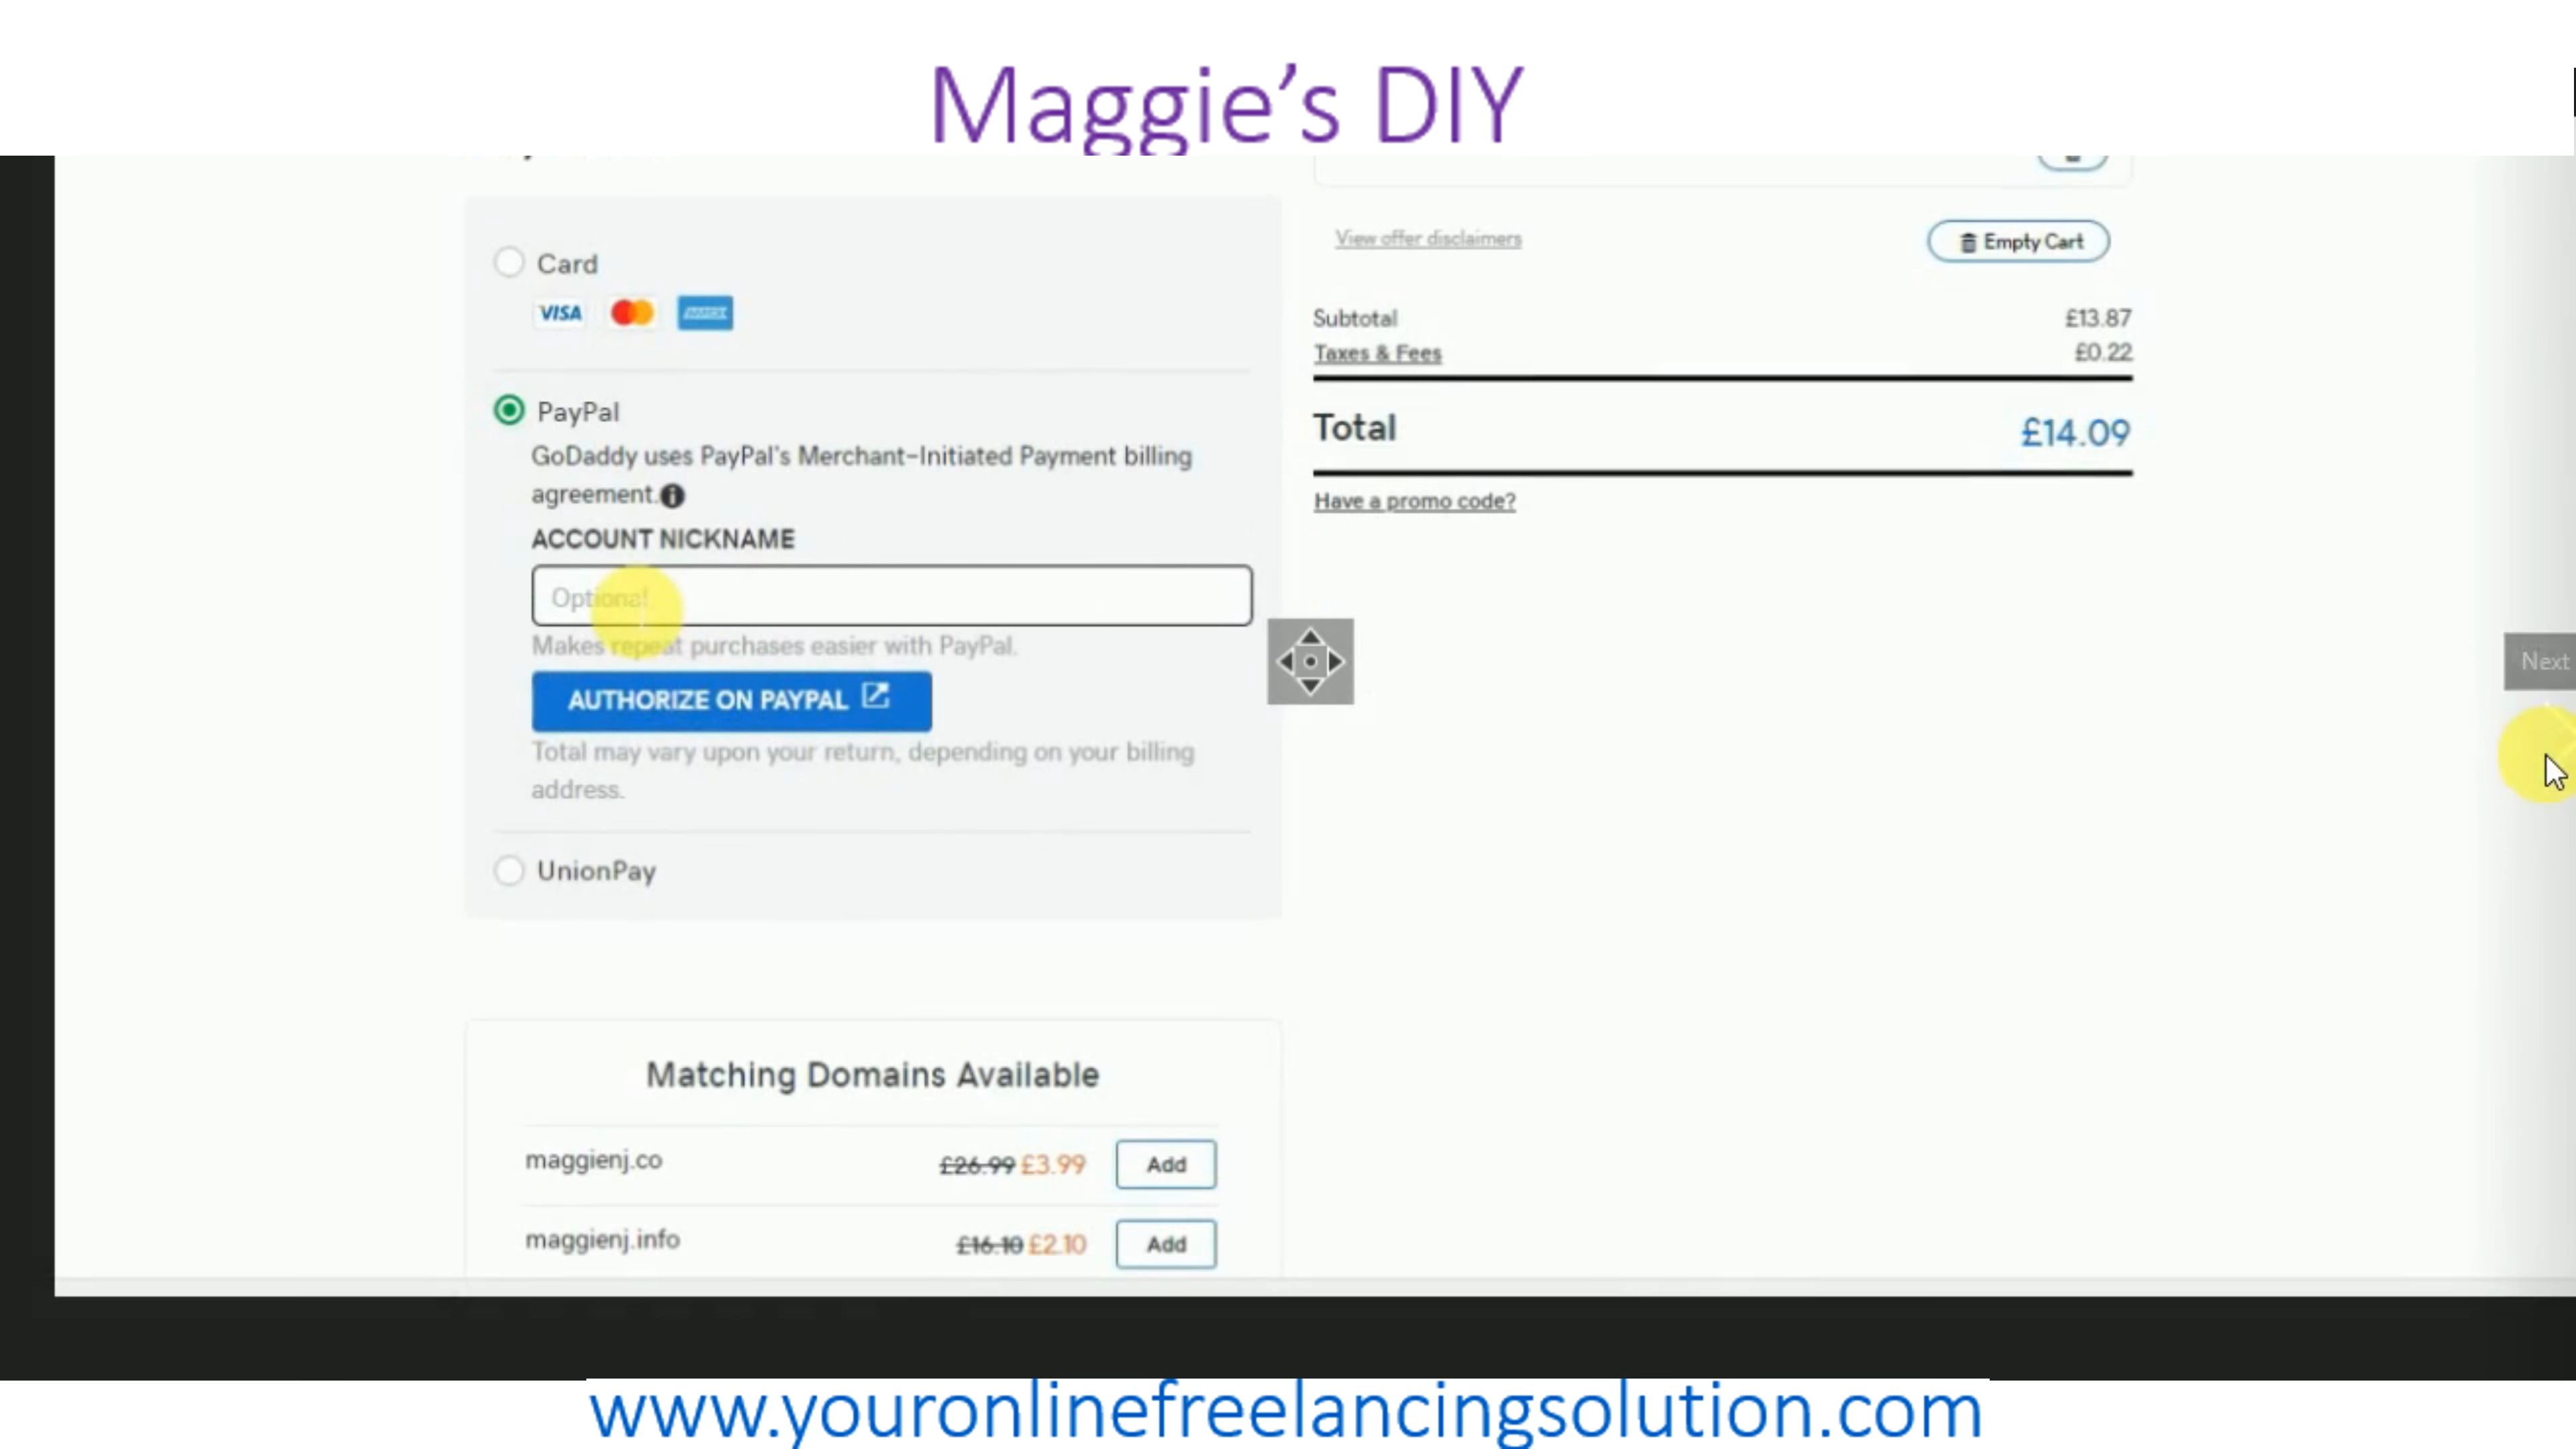 Maggie's DIY
Card
VISA
AMEX
PayPal
GoDaddy uses PayPal's Merchant-Initiated Payment billing
agreement.
ACCOUNT NICKNAME
Optional
Makes repeat purchases easier with PayPal.
AUTHORIZE ON PAYPAL
Total may vary upon your return, depending on your billing
address.
UnionPay
Matching Domains Available
maggienj.co £26.99 £3.99 Add
maggienj.info £16.10 £2.10 Add
View offer disclaimers
Empty Cart
Subtotal £13.87
Taxes & Fees £0.22
Total £14.09
Have a promo code?
Next
www.youronlinefreelancingsolution.com